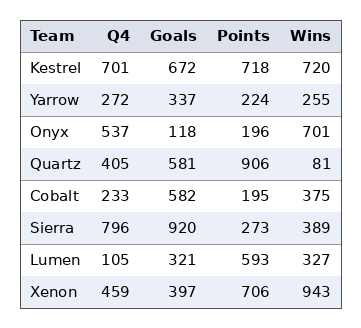 Team Q4 Goals Points Wins
Kestrel 701 672 718 720
Yarrow 272 337 224 255
Onyx 537 118 196 701
Quartz 405 581 906 81
Cobalt 233 582 195 375
Sierra 796 920 273 389
Lumen 105 321 593 327
Xenon 459 397 706 943